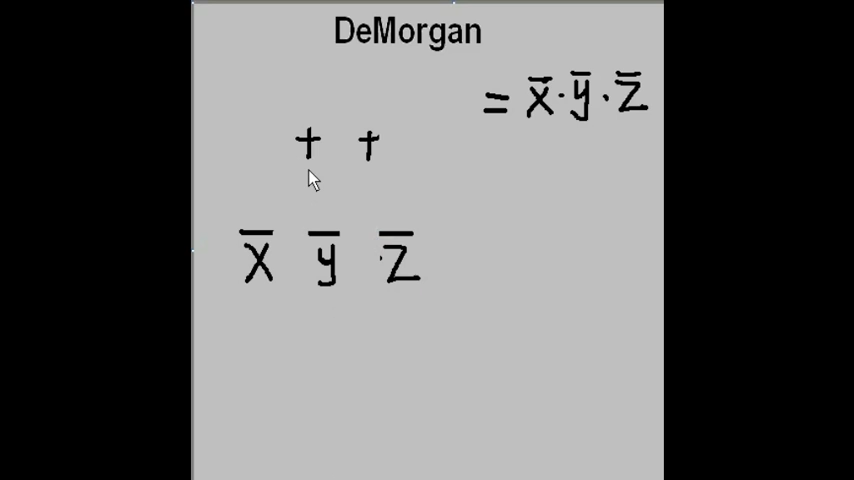 DeMorgan
= x̅·y̅·z̅
+ +
x̅ y̅ ·z̅